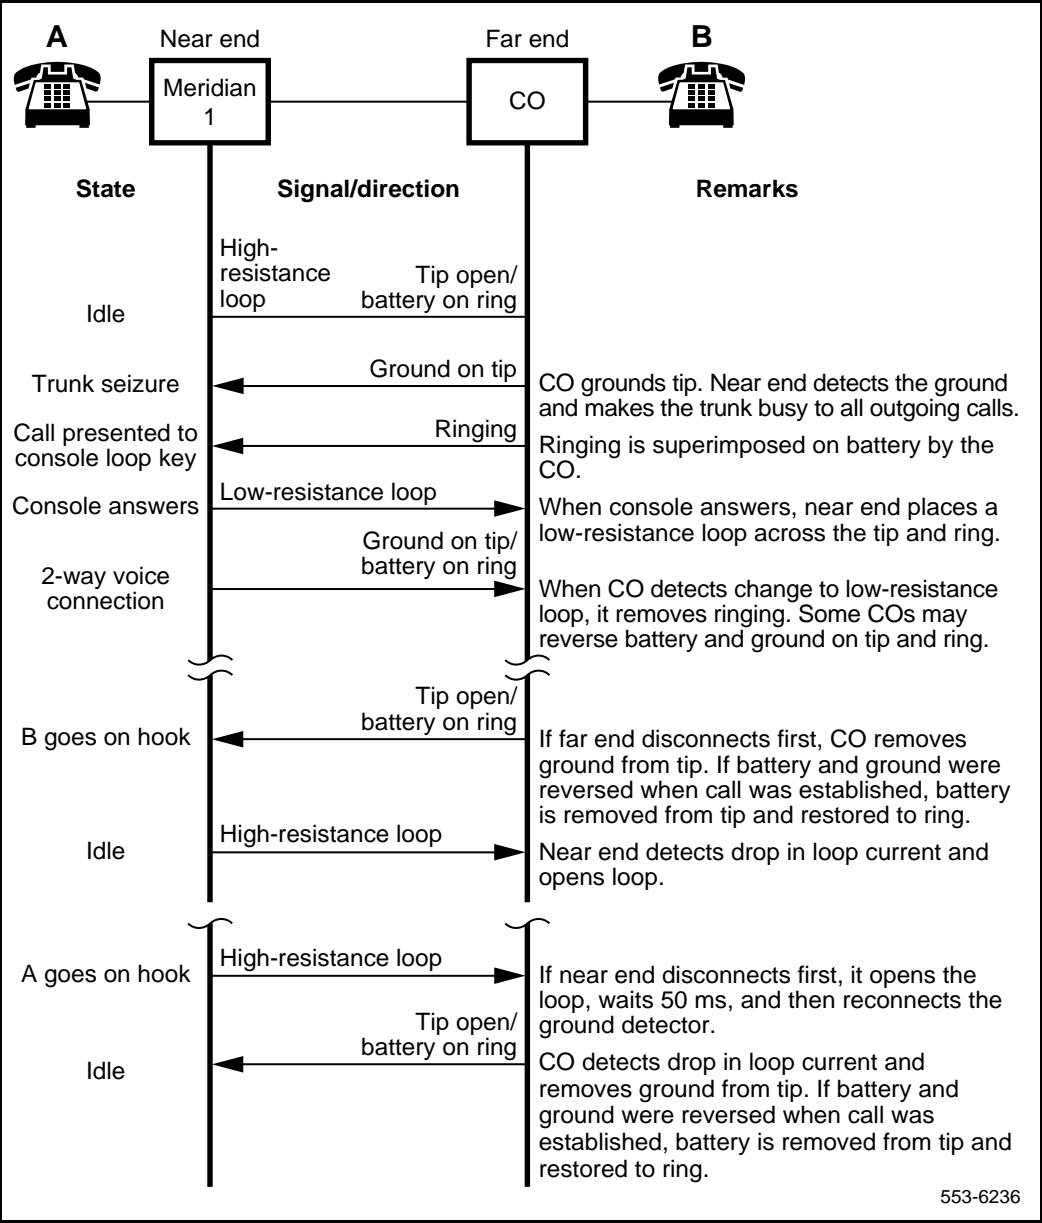 A
Near end
Far end
B
Meridian
1
CO
State
Signal/direction
Remarks
High-
resistance
loop
Tip open/
battery on ring
Idle
Ground on tip
Trunk seizure
CO grounds tip. Near end detects the ground
and makes the trunk busy to all outgoing calls.
Call presented to
console loop key
Ringing
Ringing is superimposed on battery by the
CO.
Console answers
Low-resistance loop
When console answers, near end places a
low-resistance loop across the tip and ring.
Ground on tip/
battery on ring
2-way voice
connection
When CO detects change to low-resistance
loop, it removes ringing. Some COs may
reverse battery and ground on tip and ring.
Tip open/
battery on ring
B goes on hook
If far end disconnects first, CO removes
ground from tip. If battery and ground were
reversed when call was established, battery
is removed from tip and restored to ring.
High-resistance loop
Idle
Near end detects drop in loop current and
opens loop.
High-resistance loop
A goes on hook
If near end disconnects first, it opens the
loop, waits 50 ms, and then reconnects the
ground detector.
Tip open/
battery on ring
Idle
CO detects drop in loop current and
removes ground from tip. If battery and
ground were reversed when call was
established, battery is removed from tip and
restored to ring.
553-6236